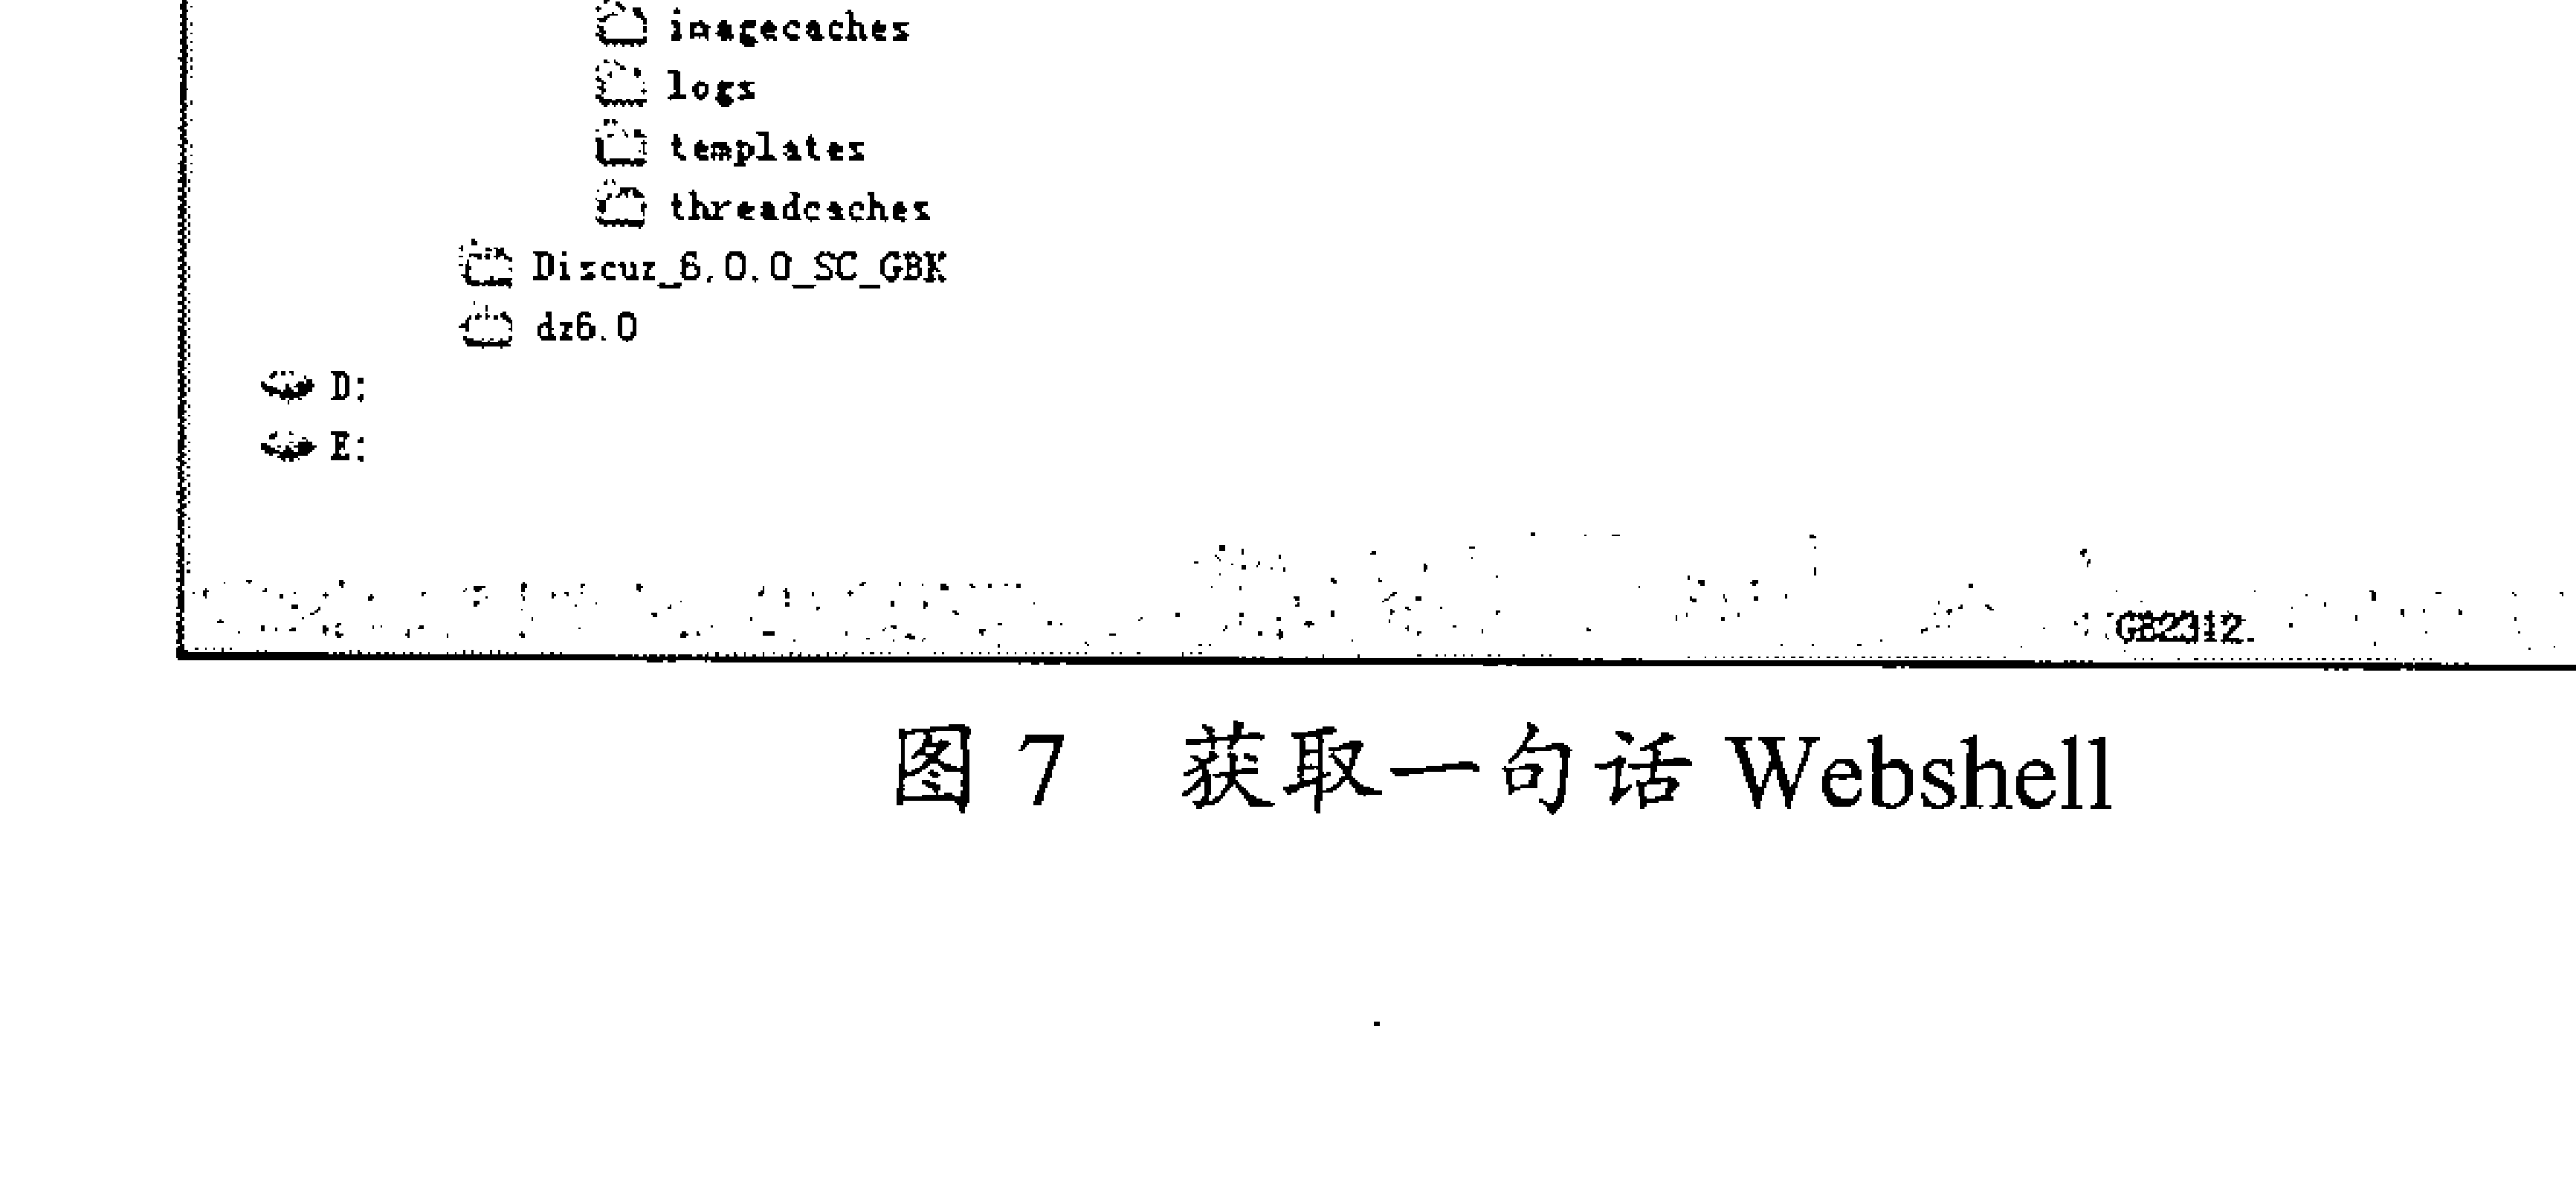 imagecaches
logs
templates
threadcaches
Discuz_6.0.0_SC_GBK
dz6.0
D:
E:
GB2312.
图 7 获取一句话 Webshell